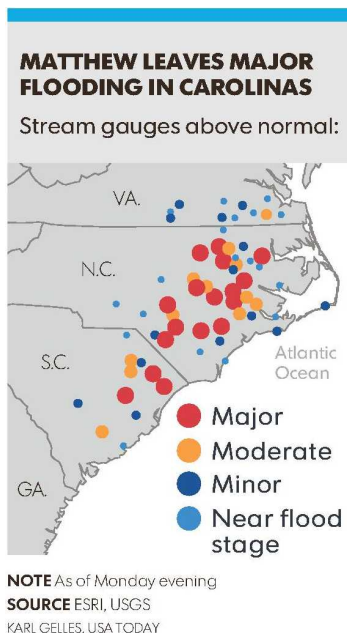 MATTHEW LEAVES MAJOR
FLOODING IN CAROLINAS
Stream gauges above normal:
VA.
N.C.
S.C.
Atlantic
Ocean
GA.
Major
Moderate
Minor
Near flood
stage
NOTE As of Monday evening
SOURCE ESRI, USGS
KARL GELLES, USA TODAY